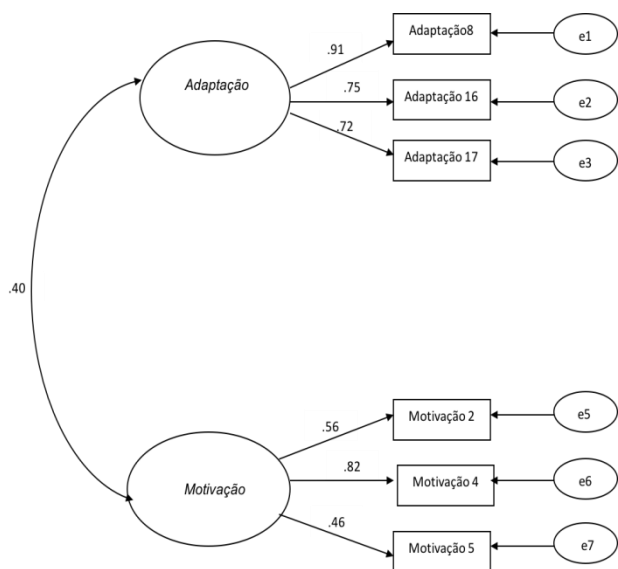 Adaptação
.91
.75
.72
Adaptação8
e1
Adaptação 16
e2
Adaptação 17
e3
.40
Motivação
.56
.82
.46
Motivação 2
e5
Motivação 4
e6
Motivação 5
e7